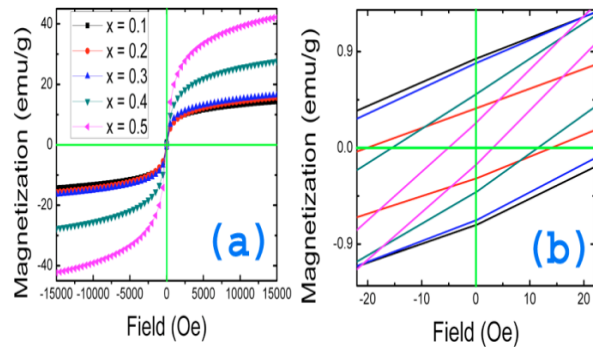 x = 0.1
x = 0.2
x = 0.3
x = 0.4
x = 0.5
Magnetization (emu/g)
40
20
0
-20
-40
(a)
-15000 -10000 -5000 0 5000 10000 15000
Field (Oe)
Magnetization (emu/g)
0.9
0.0
-0.9
(b)
-20 -10 0 10 20
Field (Oe)